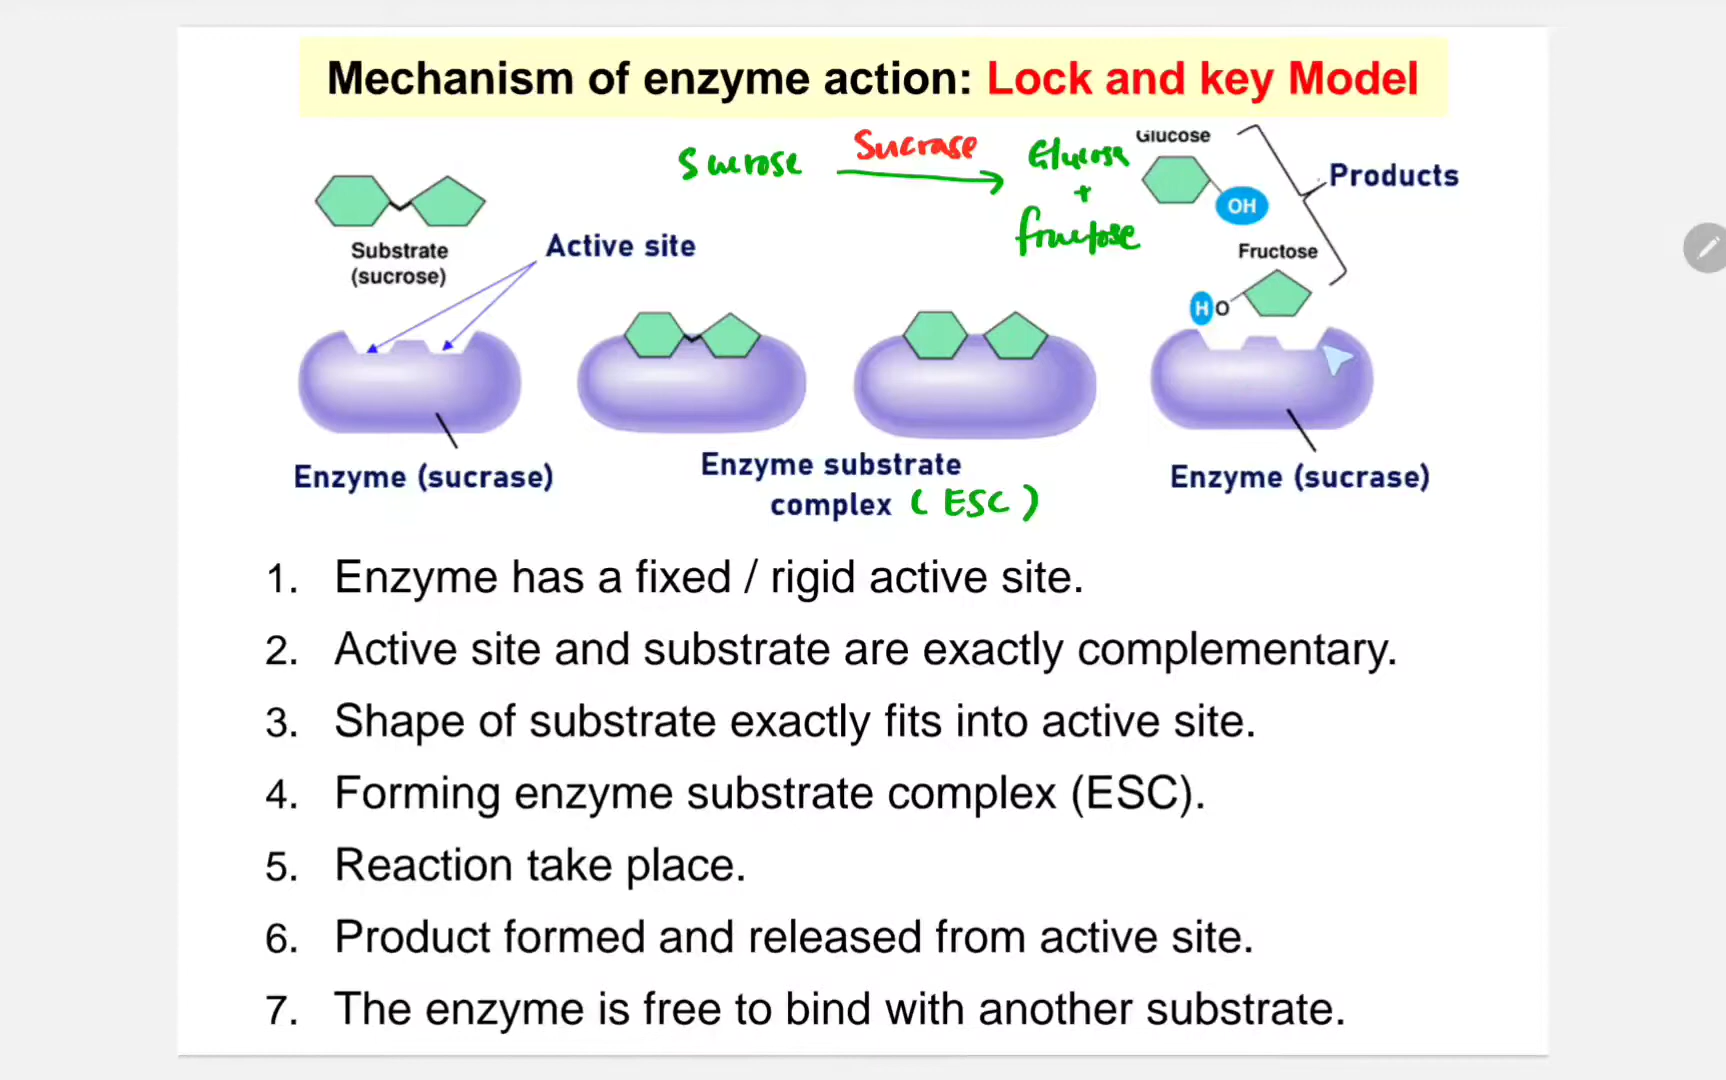 Mechanism of enzyme action: Lock and key Model
Sucrose
Sucrase
Glucose
+
fructose
Glucose
OH
Products
Substrate
(sucrose)
Active site
Fructose
H O
Enzyme (sucrase)
Enzyme substrate
complex (ESC)
Enzyme (sucrase)
1. Enzyme has a fixed / rigid active site.
2. Active site and substrate are exactly complementary.
3. Shape of substrate exactly fits into active site.
4. Forming enzyme substrate complex (ESC).
5. Reaction take place.
6. Product formed and released from active site.
7. The enzyme is free to bind with another substrate.